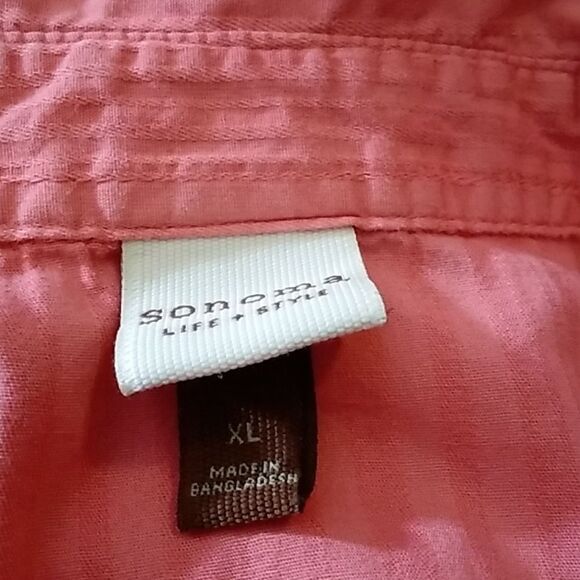 sonoma
LIFE + STYLE
XL
MADE IN
BANGLADESH